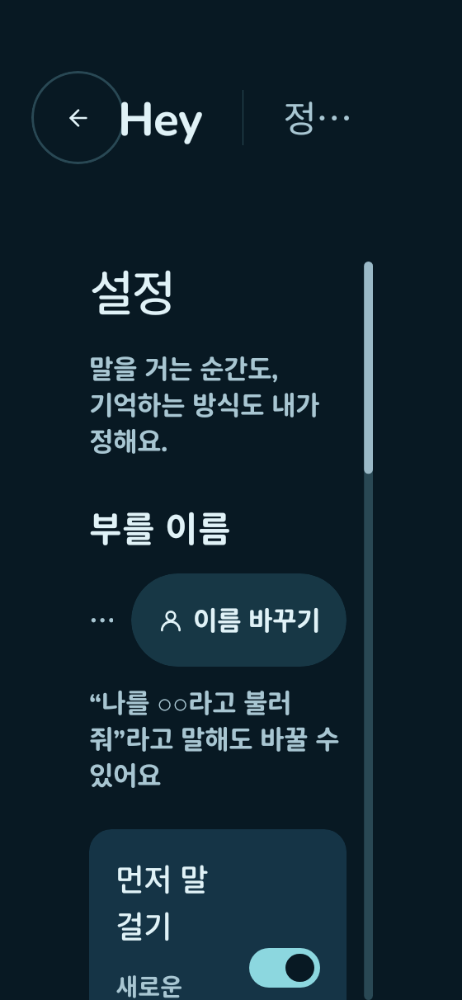 Hey
정…
설정
말을 거는 순간도,
기억하는 방식도 내가
정해요.
부를 이름
… 이름 바꾸기
“나를 ○○라고 불러
줘”라고 말해도 바꿀 수
있어요
먼저 말
걸기
새로운